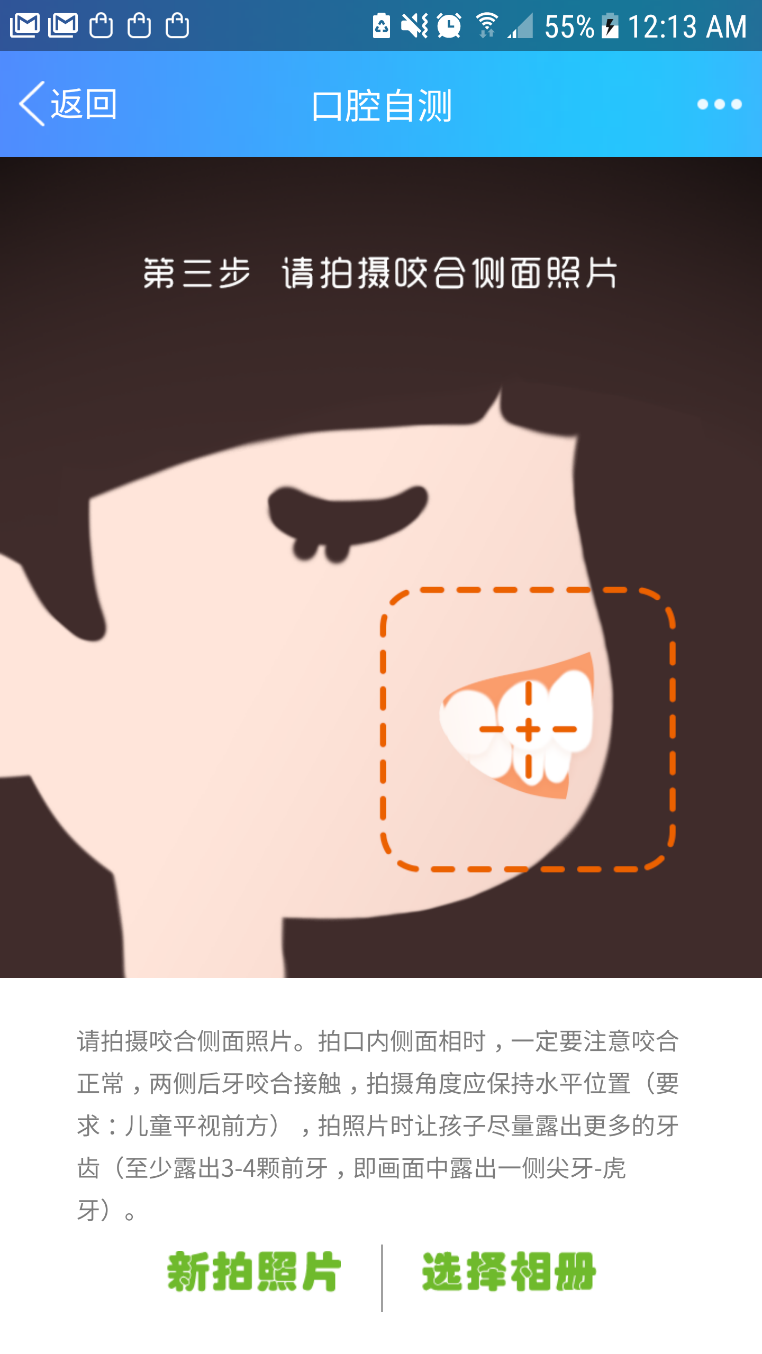 55% 12:13 AM
返回 口腔自测
第三步 请拍摄咬合侧面照片
请拍摄咬合侧面照片。拍口内侧面相时，一定要注意咬合
正常，两侧后牙咬合接触，拍摄角度应保持水平位置（要
求：儿童平视前方），拍照片时让孩子尽量露出更多的牙
齿（至少露出3-4颗前牙，即画面中露出一侧尖牙-虎
牙）。
新拍照片 选择相册